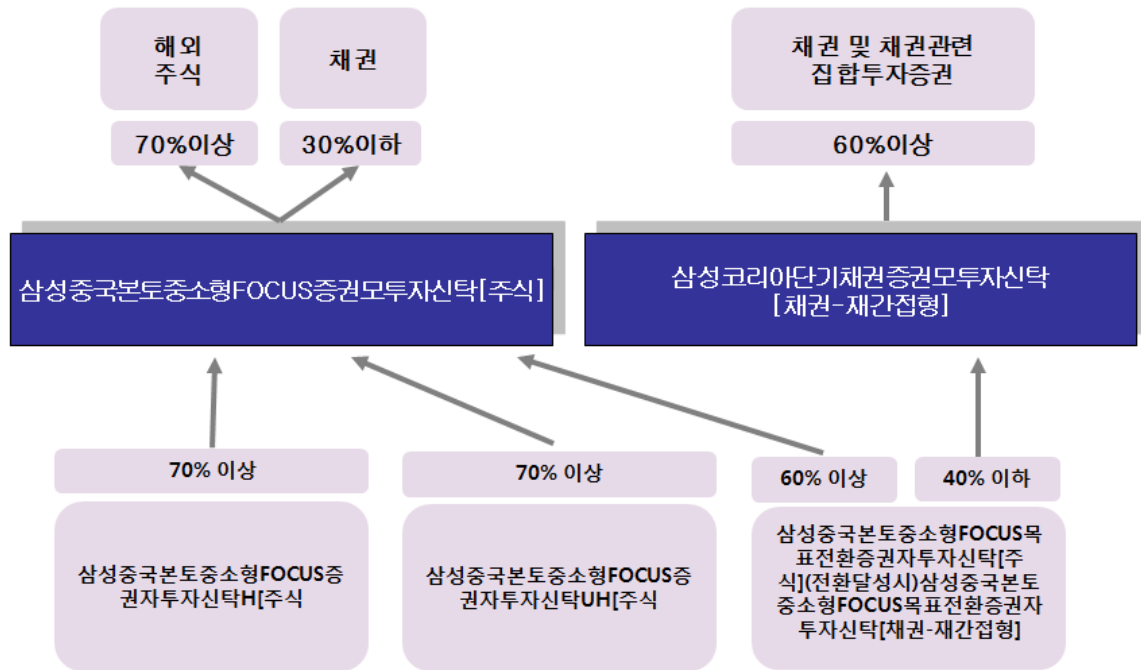 해외
주식
채권
채권 및 채권관련
집합투자증권
70%이상
30%이하
60%이상
삼성중국본토중소형FOCUS증권모투자신탁[주식]
삼성코리아단기채권증권모투자신탁
[채권-재간접형]
70% 이상
70% 이상
60% 이상
40% 이하
삼성중국본토중소형FOCUS증
권자투자신탁H[주식
삼성중국본토중소형FOCUS증
권자투자신탁UH[주식
삼성중국본토중소형FOCUS목
표전환증권자투자신탁[주
식](전환달성시)삼성중국본토
중소형FOCUS목표전환증권자
투자신탁[채권-재간접형]